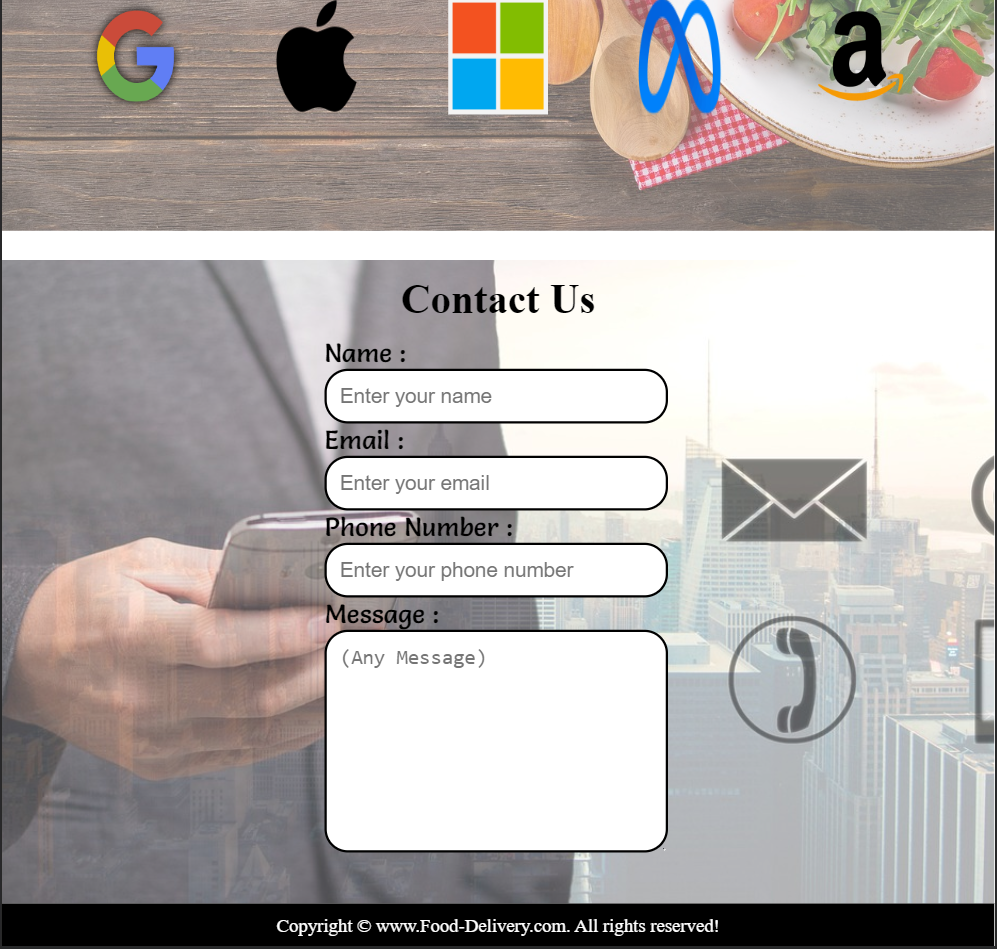 Contact Us
Name :
Enter your name
Email :
Enter your email
Phone Number :
Enter your phone number
Message :
(Any Message)
Copyright © www.Food-Delivery.com. All rights reserved!